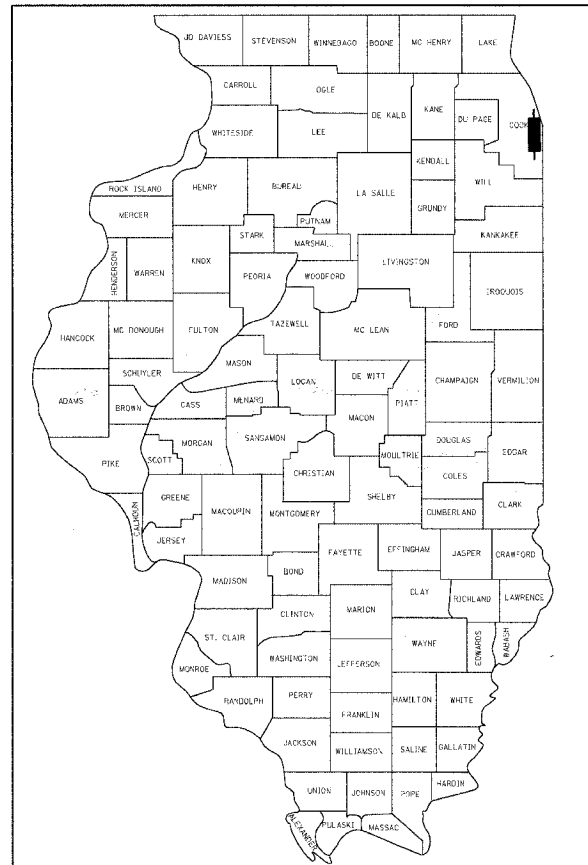 JO DAVIESS
STEVENSON
WINNEBAGO
BOONE
MC HENRY
LAKE
CARROLL
OGLE
DE KALB
KANE
DU PAGE
COOK
WHITESIDE
LEE
KENDALL
WILL
ROCK ISLAND
HENRY
BUREAU
LA SALLE
GRUNDY
MERCER
PUTNAM
STARK
MARSHALL
KANKAKEE
HENDERSON
WARREN
KNOX
PEORIA
WOODFORD
LIVINGSTON
IROQUOIS
HANCOCK
MC DONOUGH
FULTON
TAZEWELL
MC LEAN
FORD
MASON
SCHUYLER
LOGAN
DE WITT
CHAMPAIGN
VERMILION
ADAMS
BROWN
CASS
MENARD
MACON
PIATT
MORGAN
SANGAMON
DOUGLAS
EDGAR
PIKE
SCOTT
CHRISTIAN
MOULTRIE
COLES
SHELBY
GREENE
MACOUPIN
MONTGOMERY
CUMBERLAND
CLARK
CALHOUN
JERSEY
FAYETTE
EFFINGHAM
JASPER
CRAWFORD
MADISON
BOND
CLAY
RICHLAND
LAWRENCE
CLINTON
MARION
ST. CLAIR
WAYNE
EDWARDS
WABASH
WASHINGTON
JEFFERSON
MONROE
RANDOLPH
PERRY
HAMILTON
WHITE
FRANKLIN
JACKSON
WILLIAMSON
SALINE
GALLATIN
UNION
JOHNSON
POPE
HARDIN
ALEXANDER
PULASKI
MASSAC